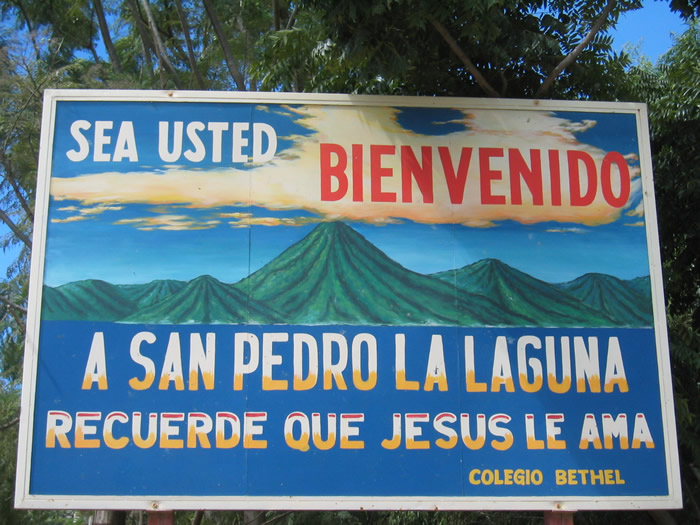 SEA USTED BIENVENIDO
A SAN PEDRO LA LAGUNA
RECUERDE QUE JESUS LE AMA
COLEGIO BETHEL